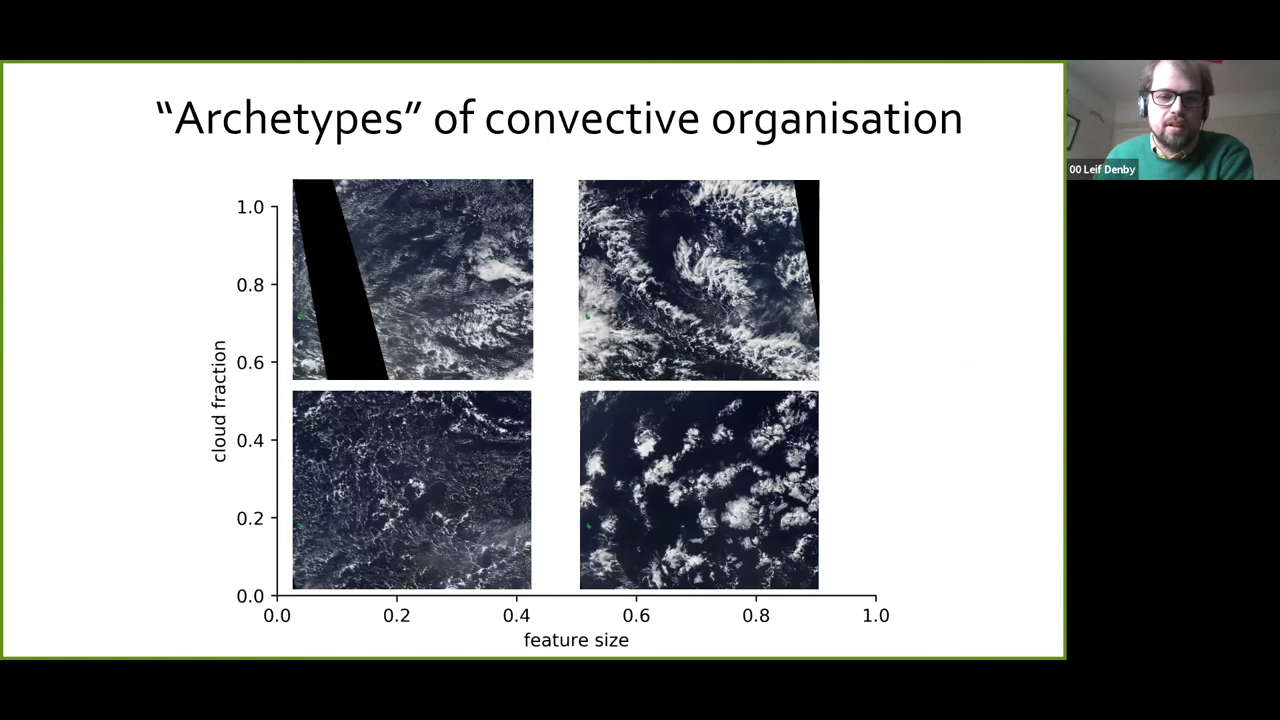 “Archetypes” of convective organisation
00 Leif Denby
cloud fraction
1.0
0.8
0.6
0.4
0.2
0.0
0.0 0.2 0.4 0.6 0.8 1.0
feature size